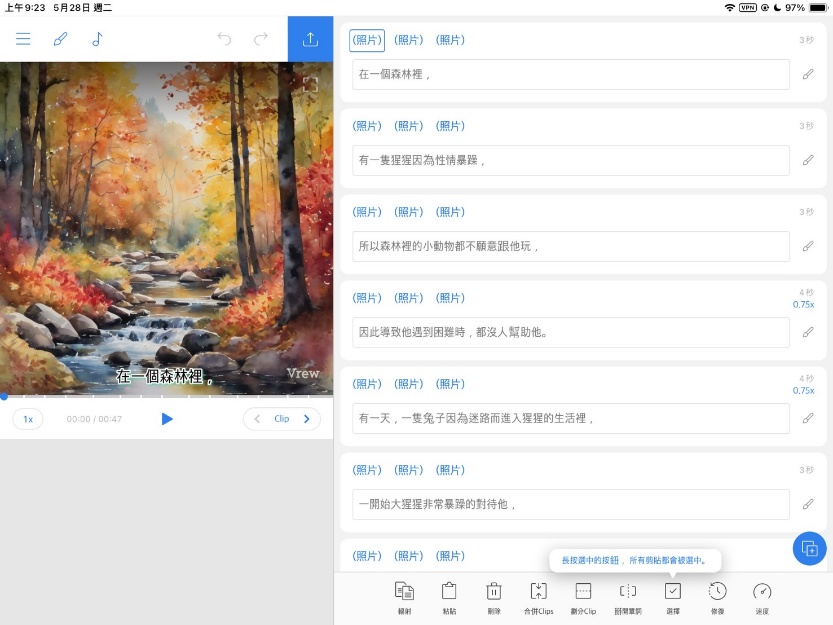 上午9:23 5月28日 週二
VPN
97%
在一個森林裡，
Vrew
1x
00:00 / 00:47
Clip
(照片) (照片) (照片)
3 秒
在一個森林裡，
(照片) (照片) (照片)
3 秒
有一隻猩猩因為性情暴躁，
(照片) (照片) (照片)
3 秒
所以森林裡的小動物都不願意跟他玩，
(照片) (照片) (照片)
4 秒
0.75x
因此導致他遇到困難時，都沒人幫助他。
(照片) (照片) (照片)
4 秒
0.75x
有一天，一隻兔子因為迷路而進入猩猩的生活裡，
(照片) (照片) (照片)
3 秒
一開始大猩猩非常暴躁的對待他，
(照片) (照片) (照片)
長按選中的按鈕，所有剪貼都會被選中。
輻射
粘貼
刪除
合併Clips
劃分Clip
選擇
修復
速度